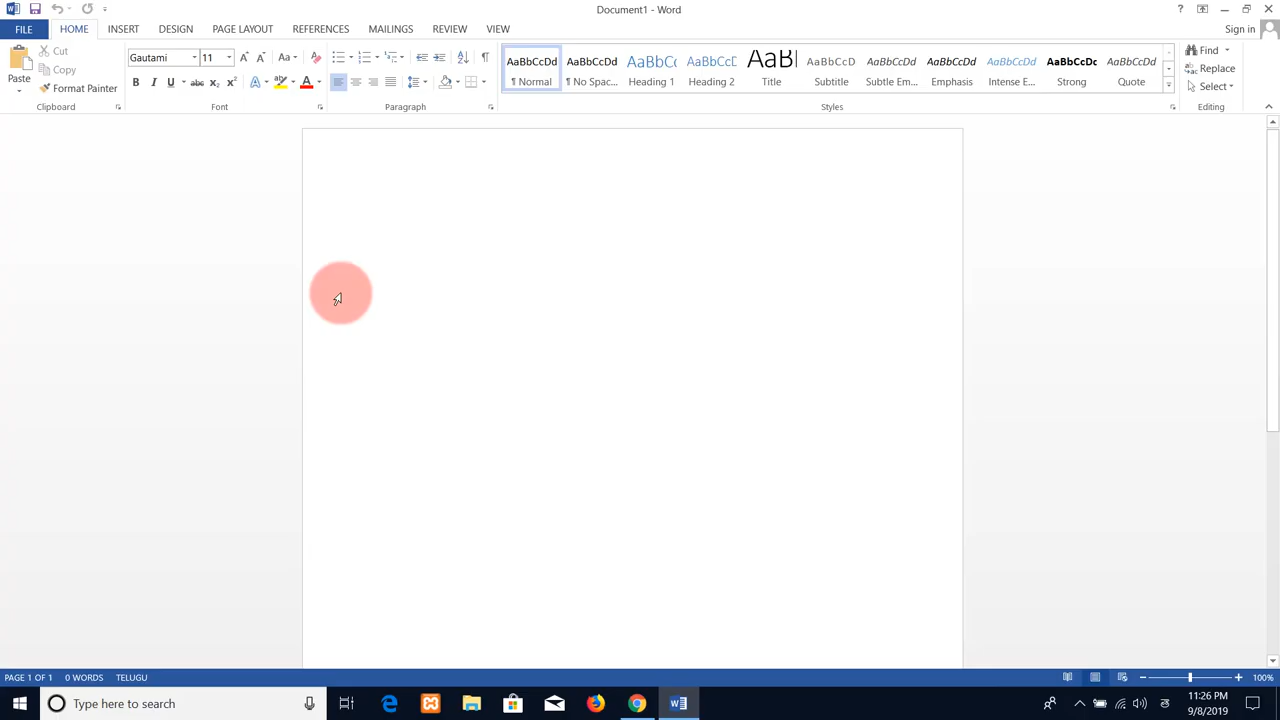 Document1 - Word
Sign in
FILE HOME INSERT DESIGN PAGE LAYOUT REFERENCES MAILINGS REVIEW VIEW
Paste
Cut
Copy
Format Painter
Clipboard
Gautami 11
Font
Paragraph
AaBbCcDd AaBbCcDd AaBbCc AaBbCcD AaB AaBbCcD AaBbCcDd AaBbCcDd AaBbCcDd AaBbCcDc AaBbCcDd
¶ Normal ¶ No Spac... Heading 1 Heading 2 Title Subtitle Subtle Em... Emphasis Intense E... Strong Quote
Styles
Find
Replace
Select
Editing
PAGE 1 OF 1 0 WORDS TELUGU
100%
Type here to search
11:26 PM
9/8/2019